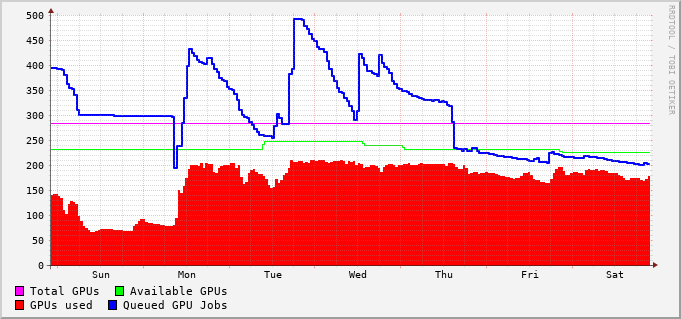 500
450
400
350
300
250
200
150
100
50
0
Sun Mon Tue Wed Thu Fri Sat
Total GPUs Available GPUs
GPUs used Queued GPU Jobs
RRDTOOL / TOBI OETIKER